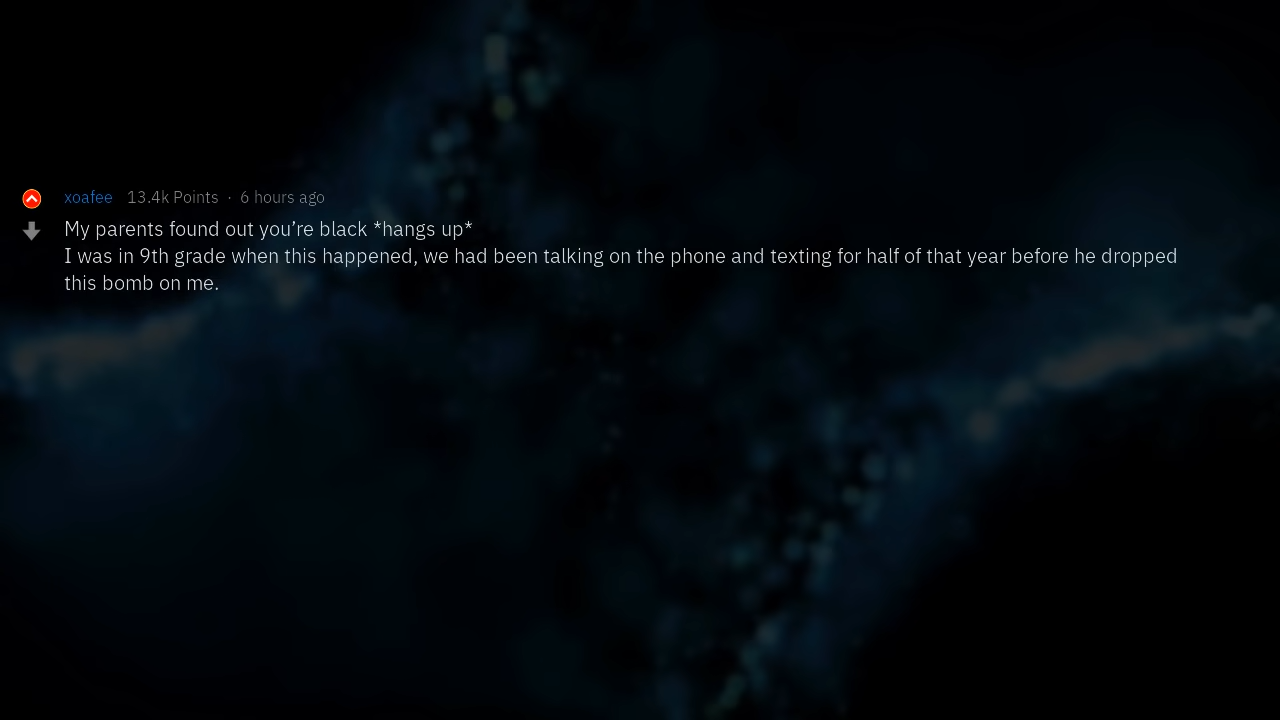 xoafee 13.4k Points · 6 hours ago
My parents found out you’re black *hangs up*
I was in 9th grade when this happened, we had been talking on the phone and texting for half of that year before he dropped
this bomb on me.